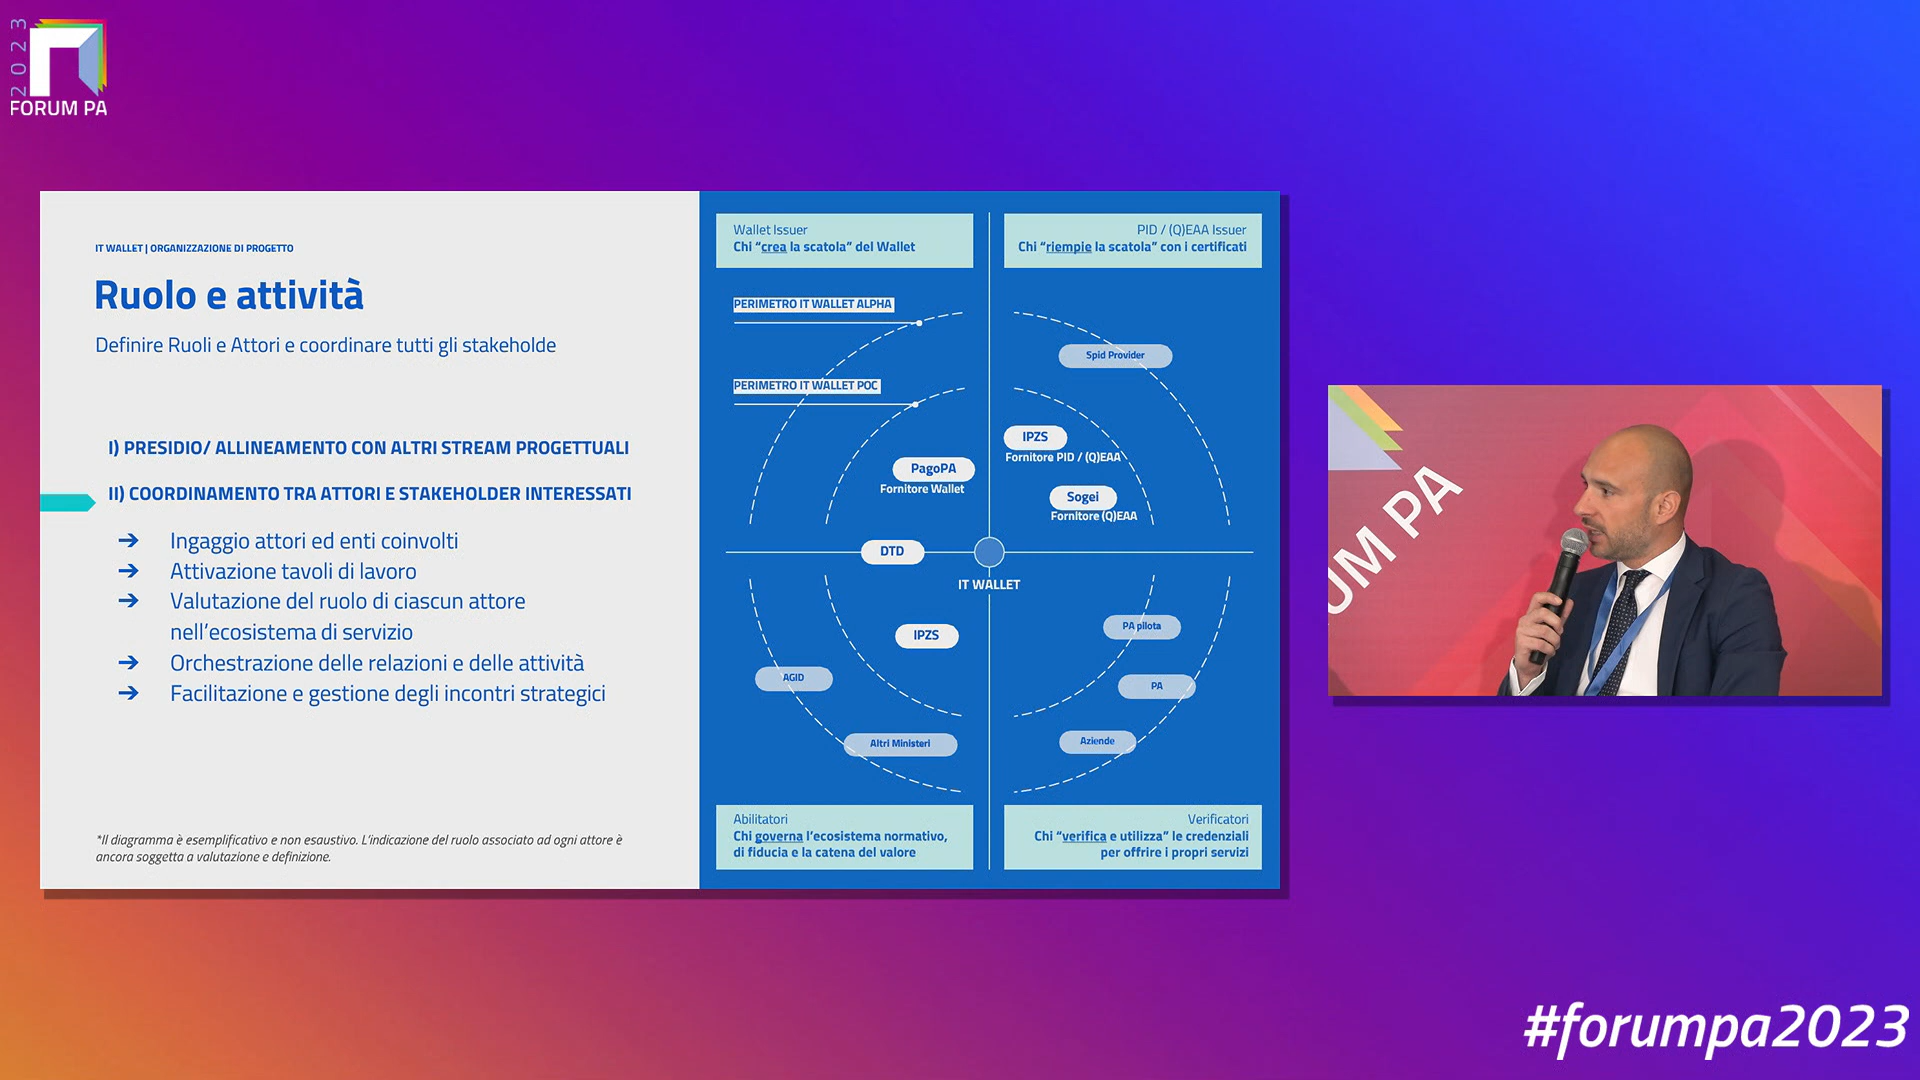 2023
FORUM PA
IT WALLET | ORGANIZZAZIONE DI PROGETTO
Ruolo e attività
Definire Ruoli e Attori e coordinare tutti gli stakeholde
I) PRESIDIO/ ALLINEAMENTO CON ALTRI STREAM PROGETTUALI
II) COORDINAMENTO TRA ATTORI E STAKEHOLDER INTERESSATI
➔ Ingaggio attori ed enti coinvolti
➔ Attivazione tavoli di lavoro
➔ Valutazione del ruolo di ciascun attore
nell’ecosistema di servizio
➔ Orchestrazione delle relazioni e delle attività
➔ Facilitazione e gestione degli incontri strategici
*Il diagramma è esemplificativo e non esaustivo. L’indicazione del ruolo associato ad ogni attore è
ancora soggetta a valutazione e definizione.
Wallet Issuer
Chi “crea la scatola” del Wallet
PID / (Q)EAA Issuer
Chi “riempie la scatola” con i certificati
PERIMETRO IT WALLET ALPHA
PERIMETRO IT WALLET POC
Spid Provider
IPZS
Fornitore PID / (Q)EAA
PagoPA
Fornitore Wallet
Sogei
Fornitore (Q)EAA
DTD
IT WALLET
IPZS
AGID
Altri Ministeri
PA pilota
PA
Aziende
Abilitatori
Chi governa l’ecosistema normativo,
di fiducia e la catena del valore
Verificatori
Chi “verifica e utilizza” le credenziali
per offrire i propri servizi
UM PA
#forumpa2023